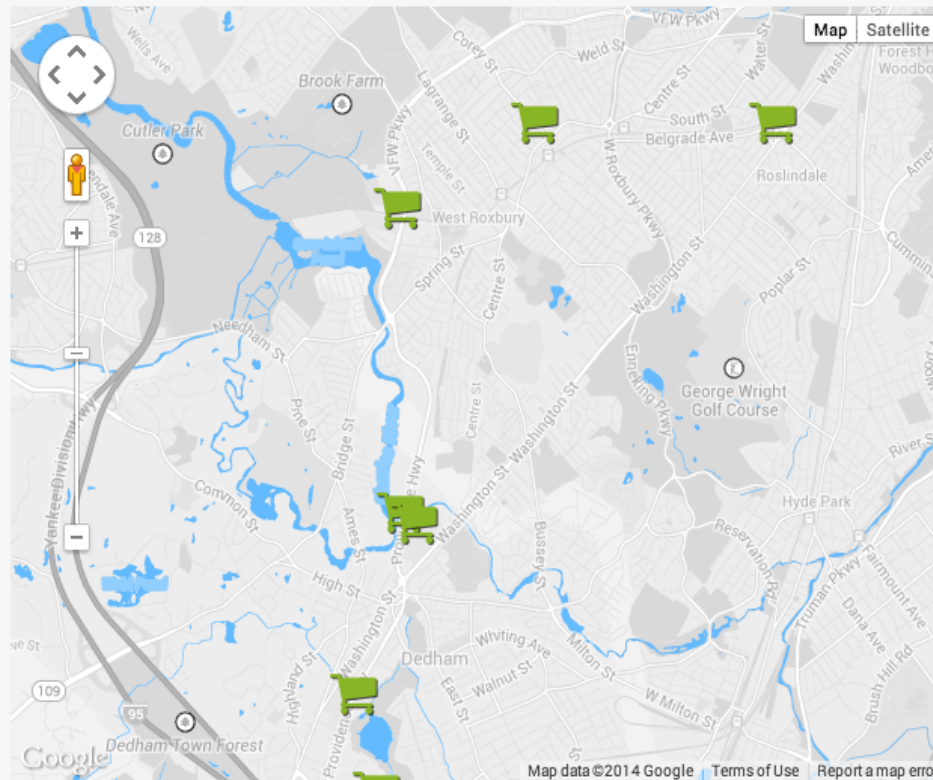 VFW Pkwy
Map
Satellite
Wells Ave
Corey St
Weld St
Walter St
Washing
Forest H
Woodbo
Brook Farm
Lagrange St
Centre St
South St
Belgrade Ave
Cutler Park
VFW Pkwy
Temple St
W Roxbury Pkwy
Roslindale
endale Ave
West Roxbury
128
Spring St
Centre St
Washington St
Poplar St
Cummins
Needham St
Enneking Pkwy
George Wright
Golf Course
Pine St
Bridge St
Centre St
Washington St
Yankee Division Hwy
River S
Common St
Ames St
Washington St
Hyde Park
Bussey St
Reservation Rd
High St
Truman Pkwy
Fairmount Ave
Dana Ave
Washington St
Whiting Ave
Milton St
Dedham
Highland St
East St
Walnut St
W Milton St
Brush Hill Rd
109
95
Dedham Town Forest
Google
Map data ©2014 Google
Terms of Use
Report a map erro